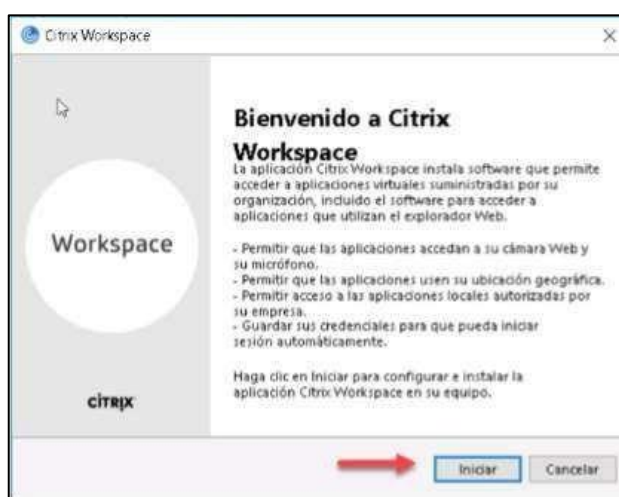 Citrix Workspace
Bienvenido a Citrix
Workspace
La aplicación Citrix Workspace instala software que permite
acceder a aplicaciones virtuales suministradas por su
organización, incluido el software para acceder a
aplicaciones que utilizan el explorador Web.
- Permitir que las aplicaciones accedan a su cámara Web y
su micrófono.
- Permitir que las aplicaciones usen su ubicación geográfica.
- Permitir acceso a las aplicaciones locales autorizadas por
su empresa.
- Guardar sus credenciales para que pueda iniciar
sesión automáticamente.
Haga clic en Iniciar para configurar e instalar la
aplicación Citrix Workspace en su equipo.
Workspace
citrix
Iniciar
Cancelar